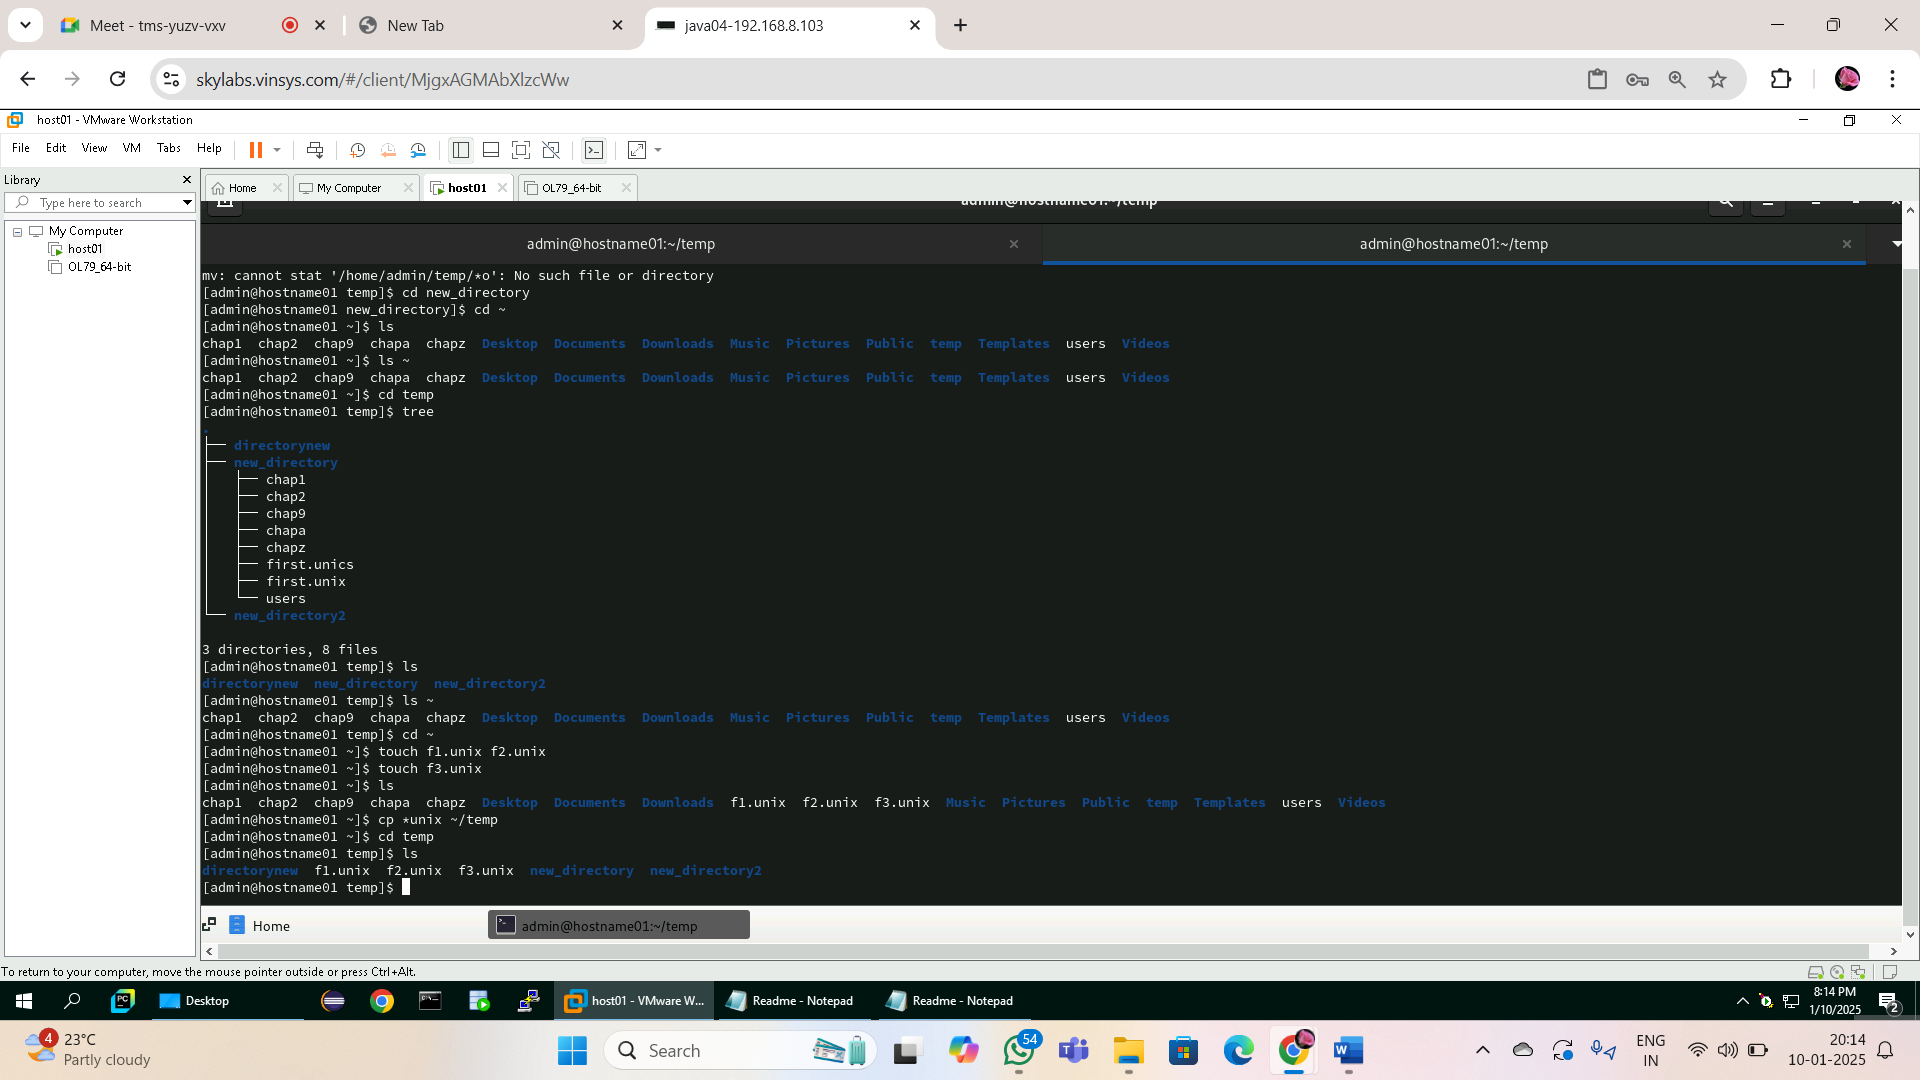 Meet - tms-yuzv-vxv
New Tab
java04-192.168.8.103
skylabs.vinsys.com/#/client/MjgxAGMAbXlzcWw
host01 - VMware Workstation
File Edit View VM Tabs Help
Library
Home
My Computer
host01
OL79_64-bit
Type here to search
My Computer
host01
OL79_64-bit
admin@hostname01:~/temp
admin@hostname01:~/temp
admin@hostname01:~/temp
mv: cannot stat '/home/admin/temp/*o': No such file or directory
[admin@hostname01 temp]$ cd new_directory
[admin@hostname01 new_directory]$ cd ~
[admin@hostname01 ~]$ ls
chap1 chap2 chap9 chapa chapz Desktop Documents Downloads Music Pictures Public temp Templates users Videos
[admin@hostname01 ~]$ ls ~
chap1 chap2 chap9 chapa chapz Desktop Documents Downloads Music Pictures Public temp Templates users Videos
[admin@hostname01 ~]$ cd temp
[admin@hostname01 temp]$ tree
.
├── directorynew
├── new_directory
│   ├── chap1
│   ├── chap2
│   ├── chap9
│   ├── chapa
│   ├── chapz
│   ├── first.unics
│   ├── first.unix
│   └── users
└── new_directory2
3 directories, 8 files
[admin@hostname01 temp]$ ls
directorynew new_directory new_directory2
[admin@hostname01 temp]$ ls ~
chap1 chap2 chap9 chapa chapz Desktop Documents Downloads Music Pictures Public temp Templates users Videos
[admin@hostname01 temp]$ cd ~
[admin@hostname01 ~]$ touch f1.unix f2.unix
[admin@hostname01 ~]$ touch f3.unix
[admin@hostname01 ~]$ ls
chap1 chap2 chap9 chapa chapz Desktop Documents Downloads f1.unix f2.unix f3.unix Music Pictures Public temp Templates users Videos
[admin@hostname01 ~]$ cp *unix ~/temp
[admin@hostname01 ~]$ cd temp
[admin@hostname01 temp]$ ls
directorynew f1.unix f2.unix f3.unix new_directory new_directory2
[admin@hostname01 temp]$
Home
admin@hostname01:~/temp
To return to your computer, move the mouse pointer outside or press Ctrl+Alt.
PC
Desktop
host01 - VMware W...
Readme - Notepad
Readme - Notepad
8:14 PM
1/10/2025
2
4
23°C
Partly cloudy
Search
54
ENG
IN
20:14
10-01-2025